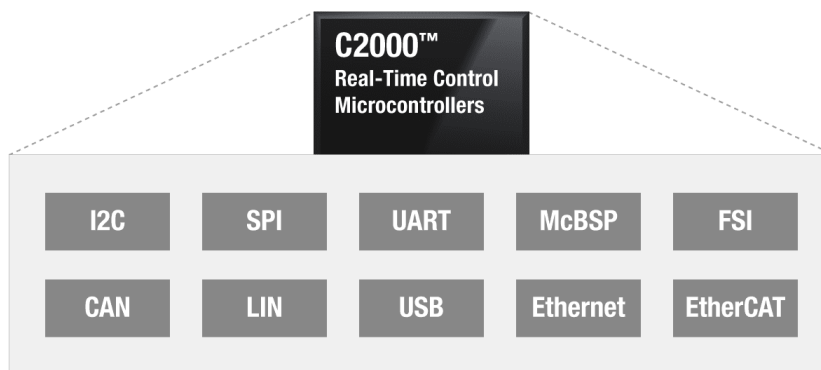 C2000™
Real-Time Control
Microcontrollers
I2C SPI UART McBSP FSI
CAN LIN USB Ethernet EtherCAT